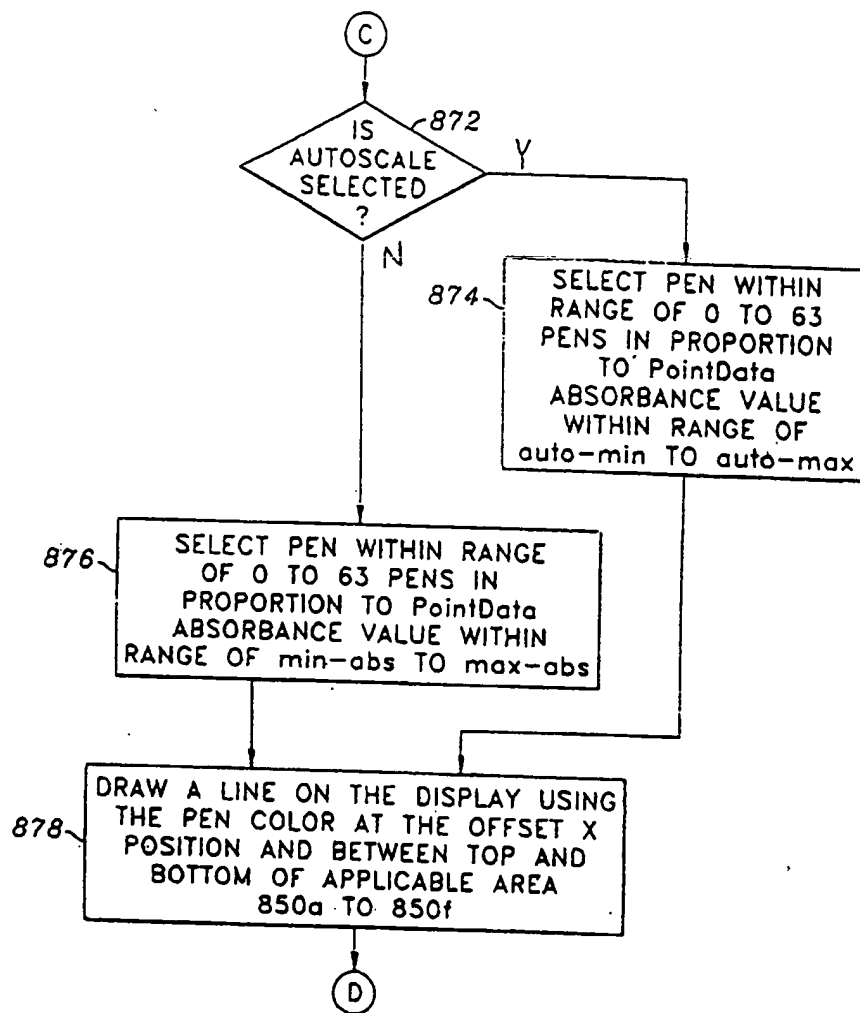 C
IS
AUTOSCALE
SELECTED
?
872
Y
N
874
SELECT PEN WITHIN
RANGE OF 0 TO 63
PENS IN PROPORTION
TO PointData
ABSORBANCE VALUE
WITHIN RANGE OF
auto-min TO auto-max
876
SELECT PEN WITHIN RANGE
OF 0 TO 63 PENS IN
PROPORTION TO PointData
ABSORBANCE VALUE WITHIN
RANGE OF min-abs TO max-abs
878
DRAW A LINE ON THE DISPLAY USING
THE PEN COLOR AT THE OFFSET X
POSITION AND BETWEEN TOP AND
BOTTOM OF APPLICABLE AREA
850a TO 850f
D